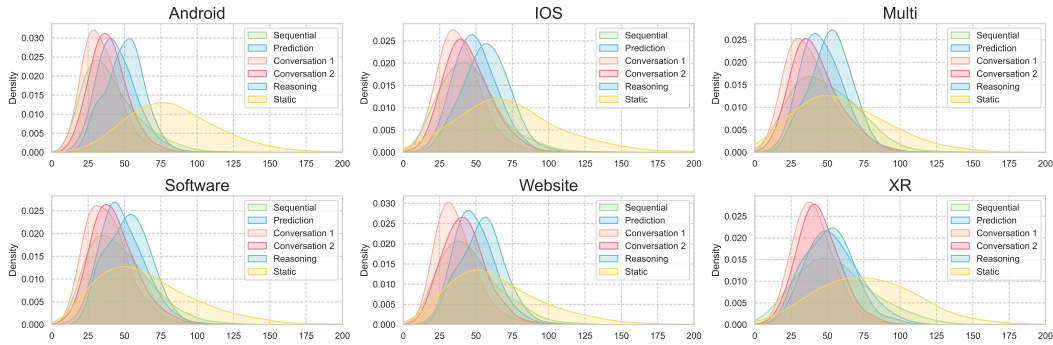 Android
IOS
Multi
Density
0.030
0.025
0.020
0.015
0.010
0.005
0.000
0 25 50 75 100 125 150 175 200
Sequential
Prediction
Conversation 1
Conversation 2
Reasoning
Static
Density
0.025
0.020
0.015
0.010
0.005
0.000
0 25 50 75 100 125 150 175 200
Sequential
Prediction
Conversation 1
Conversation 2
Reasoning
Static
Density
0.025
0.020
0.015
0.010
0.005
0.000
0 25 50 75 100 125 150 175 200
Sequential
Prediction
Conversation 1
Conversation 2
Reasoning
Static
Software
Website
XR
Density
0.025
0.020
0.015
0.010
0.005
0.000
0 25 50 75 100 125 150 175 200
Sequential
Prediction
Conversation 1
Conversation 2
Reasoning
Static
Density
0.030
0.025
0.020
0.015
0.010
0.005
0.000
0 25 50 75 100 125 150 175 200
Sequential
Prediction
Conversation 1
Conversation 2
Reasoning
Static
Density
0.025
0.020
0.015
0.010
0.005
0.000
0 25 50 75 100 125 150 175 200
Sequential
Prediction
Conversation 1
Conversation 2
Reasoning
Static